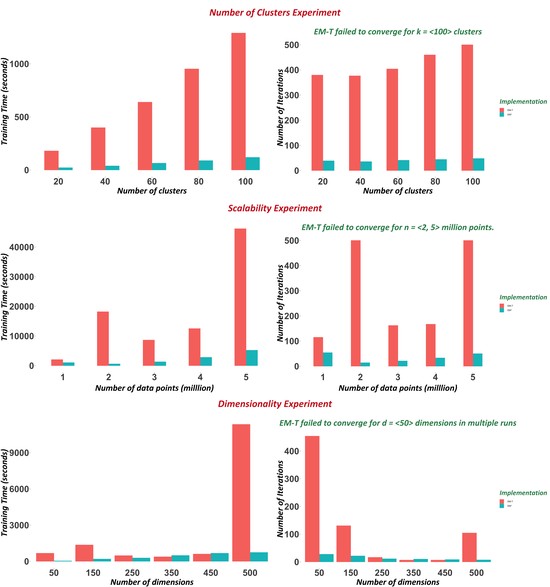 Number of Clusters Experiment
EM-T failed to converge for k = <100> clusters
Training Time (seconds)
1000
500
0
20 40 60 80 100
Number of clusters
Number of Iterations
500
400
300
200
100
0
20 40 60 80 100
Number of clusters
Implementation
Scalability Experiment
EM-T failed to converge for n = <2, 5> million points.
Training Time (seconds)
40000
30000
20000
10000
0
1 2 3 4 5
Number of data points (milllion)
Number of Iterations
500
400
300
200
100
0
1 2 3 4 5
Number of data points (milllion)
Implementation
Dimensionality Experiment
EM-T failed to converge for d = <50> dimensions in multiple runs
Training Time (seconds)
9000
6000
3000
0
50 150 250 350 450 500
Number of dimensions
Number of Iterations
400
300
200
100
0
50 150 250 350 450 500
Number of dimensions
Implementation